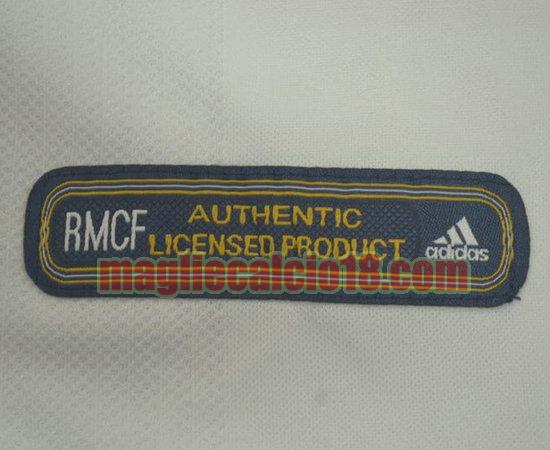 RMCF
AUTHENTIC
LICENSED PRODUCT
adidas
magliecalcio18.com